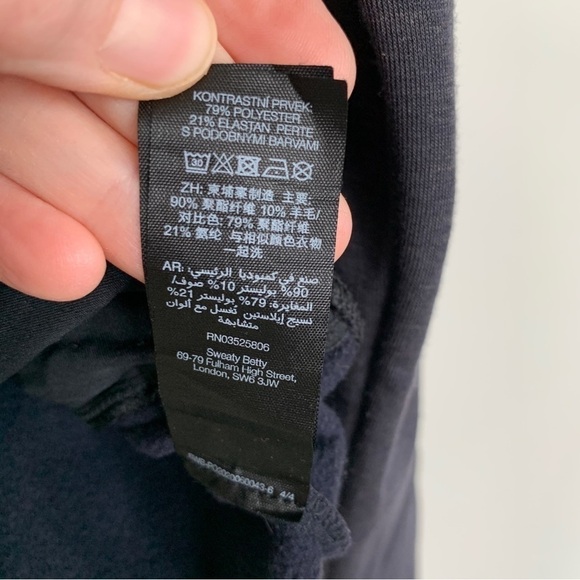 KONTRASTNÍ PRVEK:
79% POLYESTER
21% ELASTAN PERTE
S PODOBNÝMI BARVAMI
30
ZH: 柬埔寨制造 主要:
90% 聚酯纤维 10% 羊毛/
对比色: 79% 聚酯纤维
21% 氨纶 与相似颜色衣物
一起洗
AR: صنع في كمبوديا الرئيسي:
90% بوليستر 10% صوف/
المغايرة: 79% بوليستر 21%
نسيج إيلاستين تغسل مع ألوان
متشابهة
RN03525806
Sweaty Betty
69-79 Fulham High Street,
London, SW6 3JW
4/4